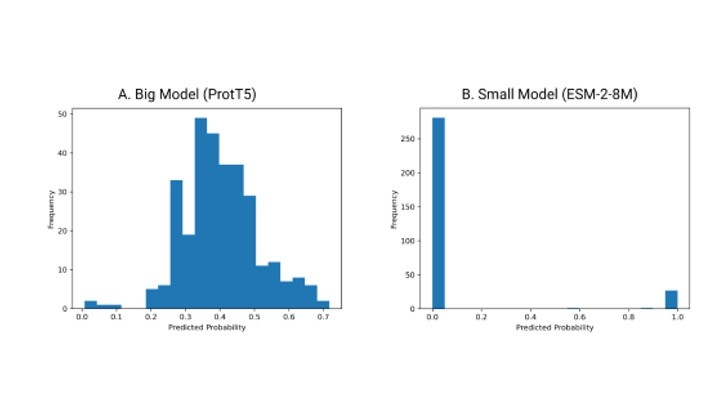 A. Big Model (ProtT5)
50
40
30
20
10
0
Frequency
0.0 0.1 0.2 0.3 0.4 0.5 0.6 0.7
Predicted Probability
B. Small Model (ESM-2-8M)
250
200
150
100
50
0
Frequency
0.0 0.2 0.4 0.6 0.8 1.0
Predicted Probability